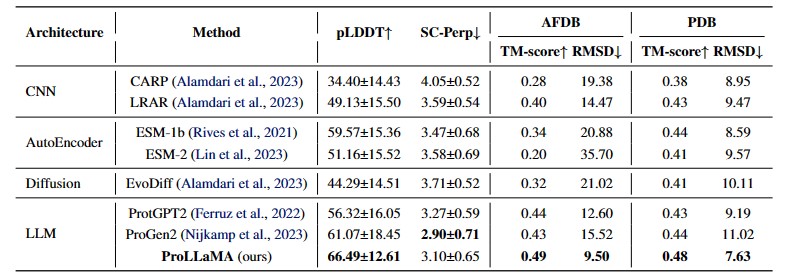 Architecture Method pLDDT↑ SC-Perp↓ AFDB PDB
TM-score↑ RMSD↓ TM-score↑ RMSD↓
CNN CARP (Alamdari et al., 2023) 34.40±14.43 4.05±0.52 0.28 19.38 0.38 8.95
LRAR (Alamdari et al., 2023) 49.13±15.50 3.59±0.54 0.40 14.47 0.43 9.47
AutoEncoder ESM-1b (Rives et al., 2021) 59.57±15.36 3.47±0.68 0.34 20.88 0.44 8.59
ESM-2 (Lin et al., 2023) 51.16±15.52 3.58±0.69 0.20 35.70 0.41 9.57
Diffusion EvoDiff (Alamdari et al., 2023) 44.29±14.51 3.71±0.52 0.32 21.02 0.41 10.11
LLM ProtGPT2 (Ferruz et al., 2022) 56.32±16.05 3.27±0.59 0.44 12.60 0.43 9.19
ProGen2 (Nijkamp et al., 2023) 61.07±18.45 2.90±0.71 0.43 15.52 0.44 11.02
ProLLaMA (ours) 66.49±12.61 3.10±0.65 0.49 9.50 0.48 7.63